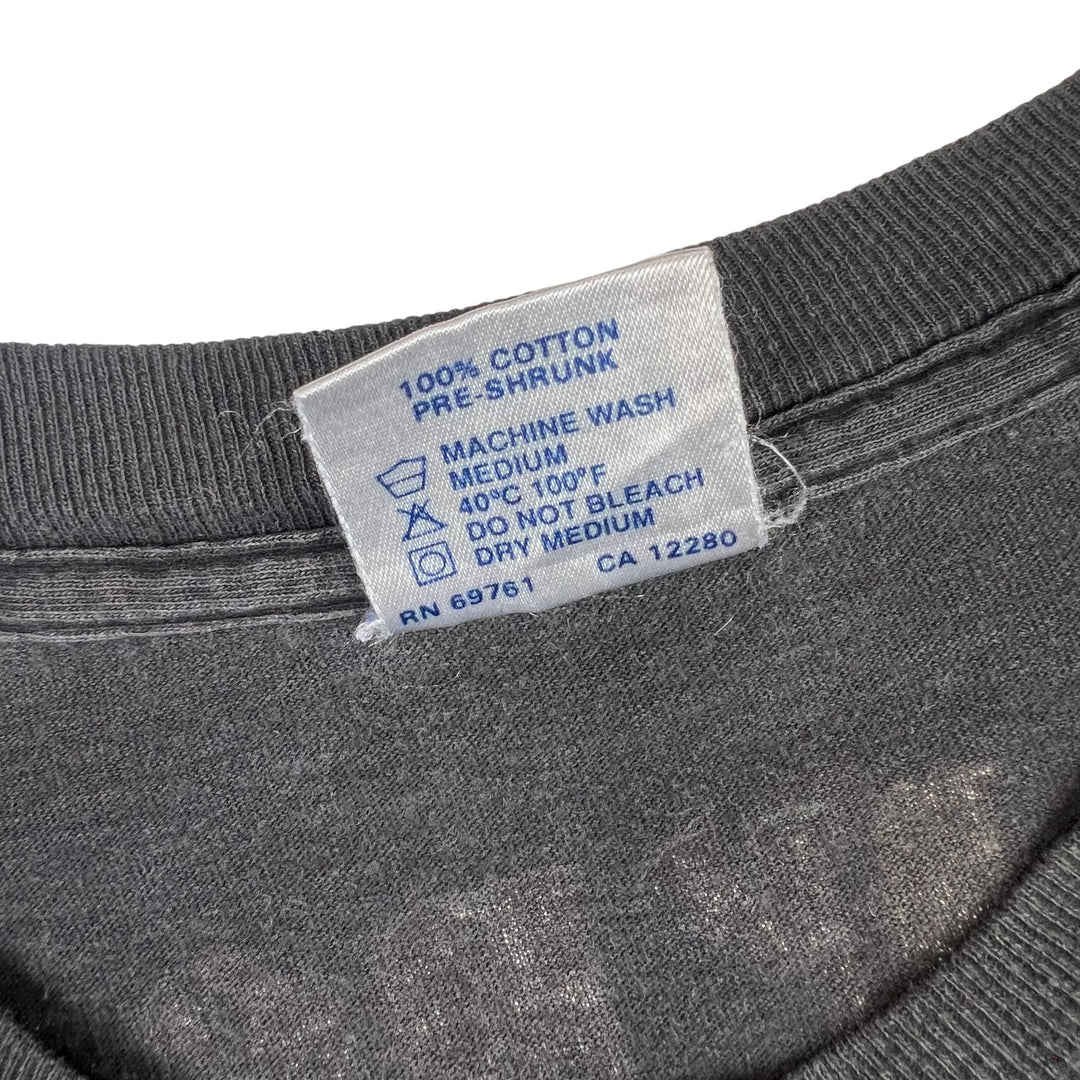 100% COTTON
PRE-SHRUNK
MACHINE WASH
MEDIUM
40°C 100°F
DO NOT BLEACH
DRY MEDIUM
RN 69761 CA 12280